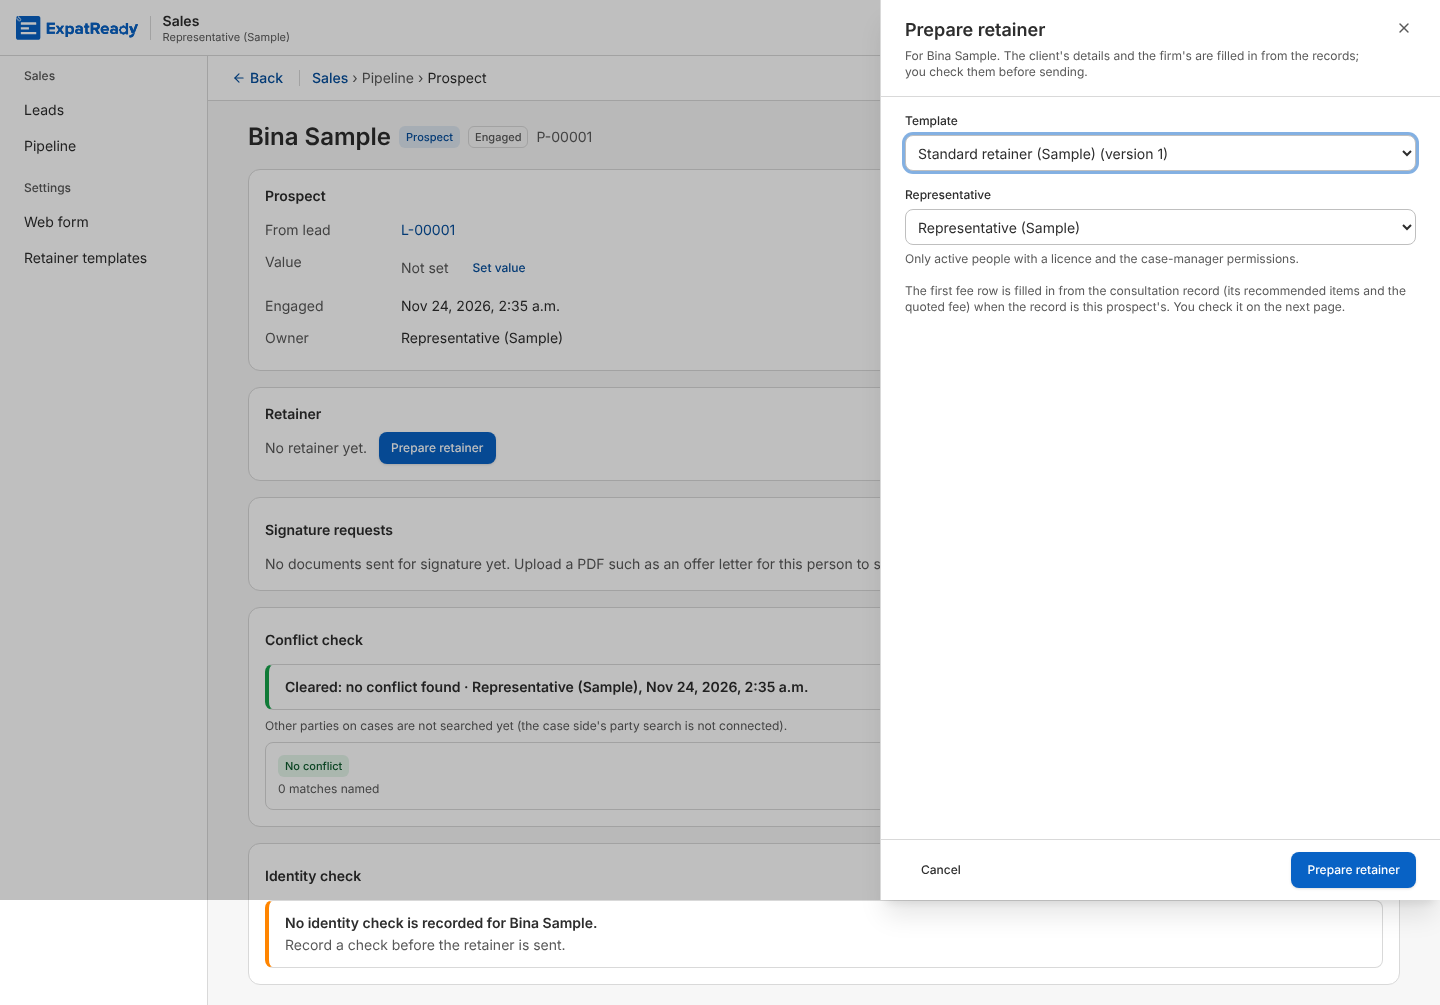 ExpatReady
Sales
Representative (Sample)
Sales
Leads
Pipeline
Settings
Web form
Retainer templates
← Back
Sales › Pipeline › Prospect
Bina Sample
Prospect
Engaged
P-00001
Prospect
From lead
L-00001
Value
Not set
Set value
Engaged
Nov 24, 2026, 2:35 a.m.
Owner
Representative (Sample)
Retainer
No retainer yet.
Prepare retainer
Signature requests
No documents sent for signature yet. Upload a PDF such as an offer letter for this person to s
Conflict check
Cleared: no conflict found · Representative (Sample), Nov 24, 2026, 2:35 a.m.
Other parties on cases are not searched yet (the case side's party search is not connected).
No conflict
0 matches named
Identity check
No identity check is recorded for Bina Sample.
Record a check before the retainer is sent.
Prepare retainer
For Bina Sample. The client's details and the firm's are filled in from the records;
you check them before sending.
Template
Standard retainer (Sample) (version 1)
Representative
Representative (Sample)
Only active people with a licence and the case-manager permissions.
The first fee row is filled in from the consultation record (its recommended items and the
quoted fee) when the record is this prospect's. You check it on the next page.
Cancel
Prepare retainer